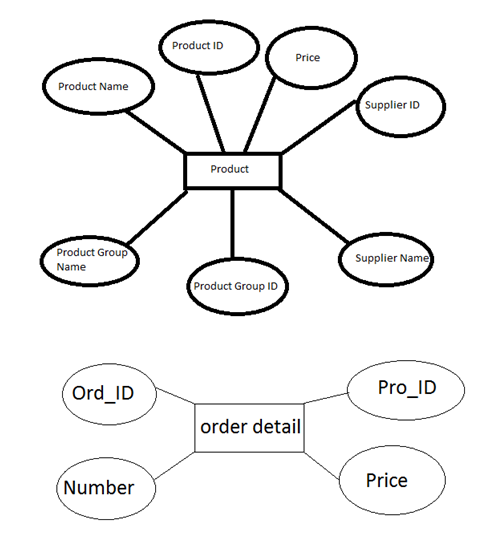 Product ID
Price
Product Name
Supplier ID
Product
Product Group
Name
Supplier Name
Product Group ID
Ord_ID
Pro_ID
order detail
Number
Price